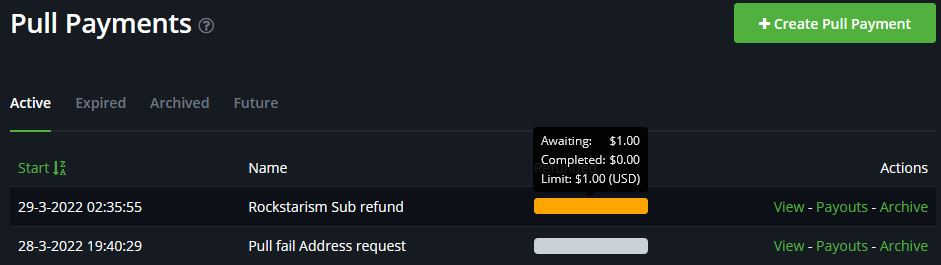 Pull Payments
+ Create Pull Payment
Active Expired Archived Future
Awaiting: $1.00
Completed: $0.00
Limit: $1.00 (USD)
Start Name Actions
29-3-2022 02:35:55 Rockstarism Sub refund View - Payouts - Archive
28-3-2022 19:40:29 Pull fail Address request View - Payouts - Archive